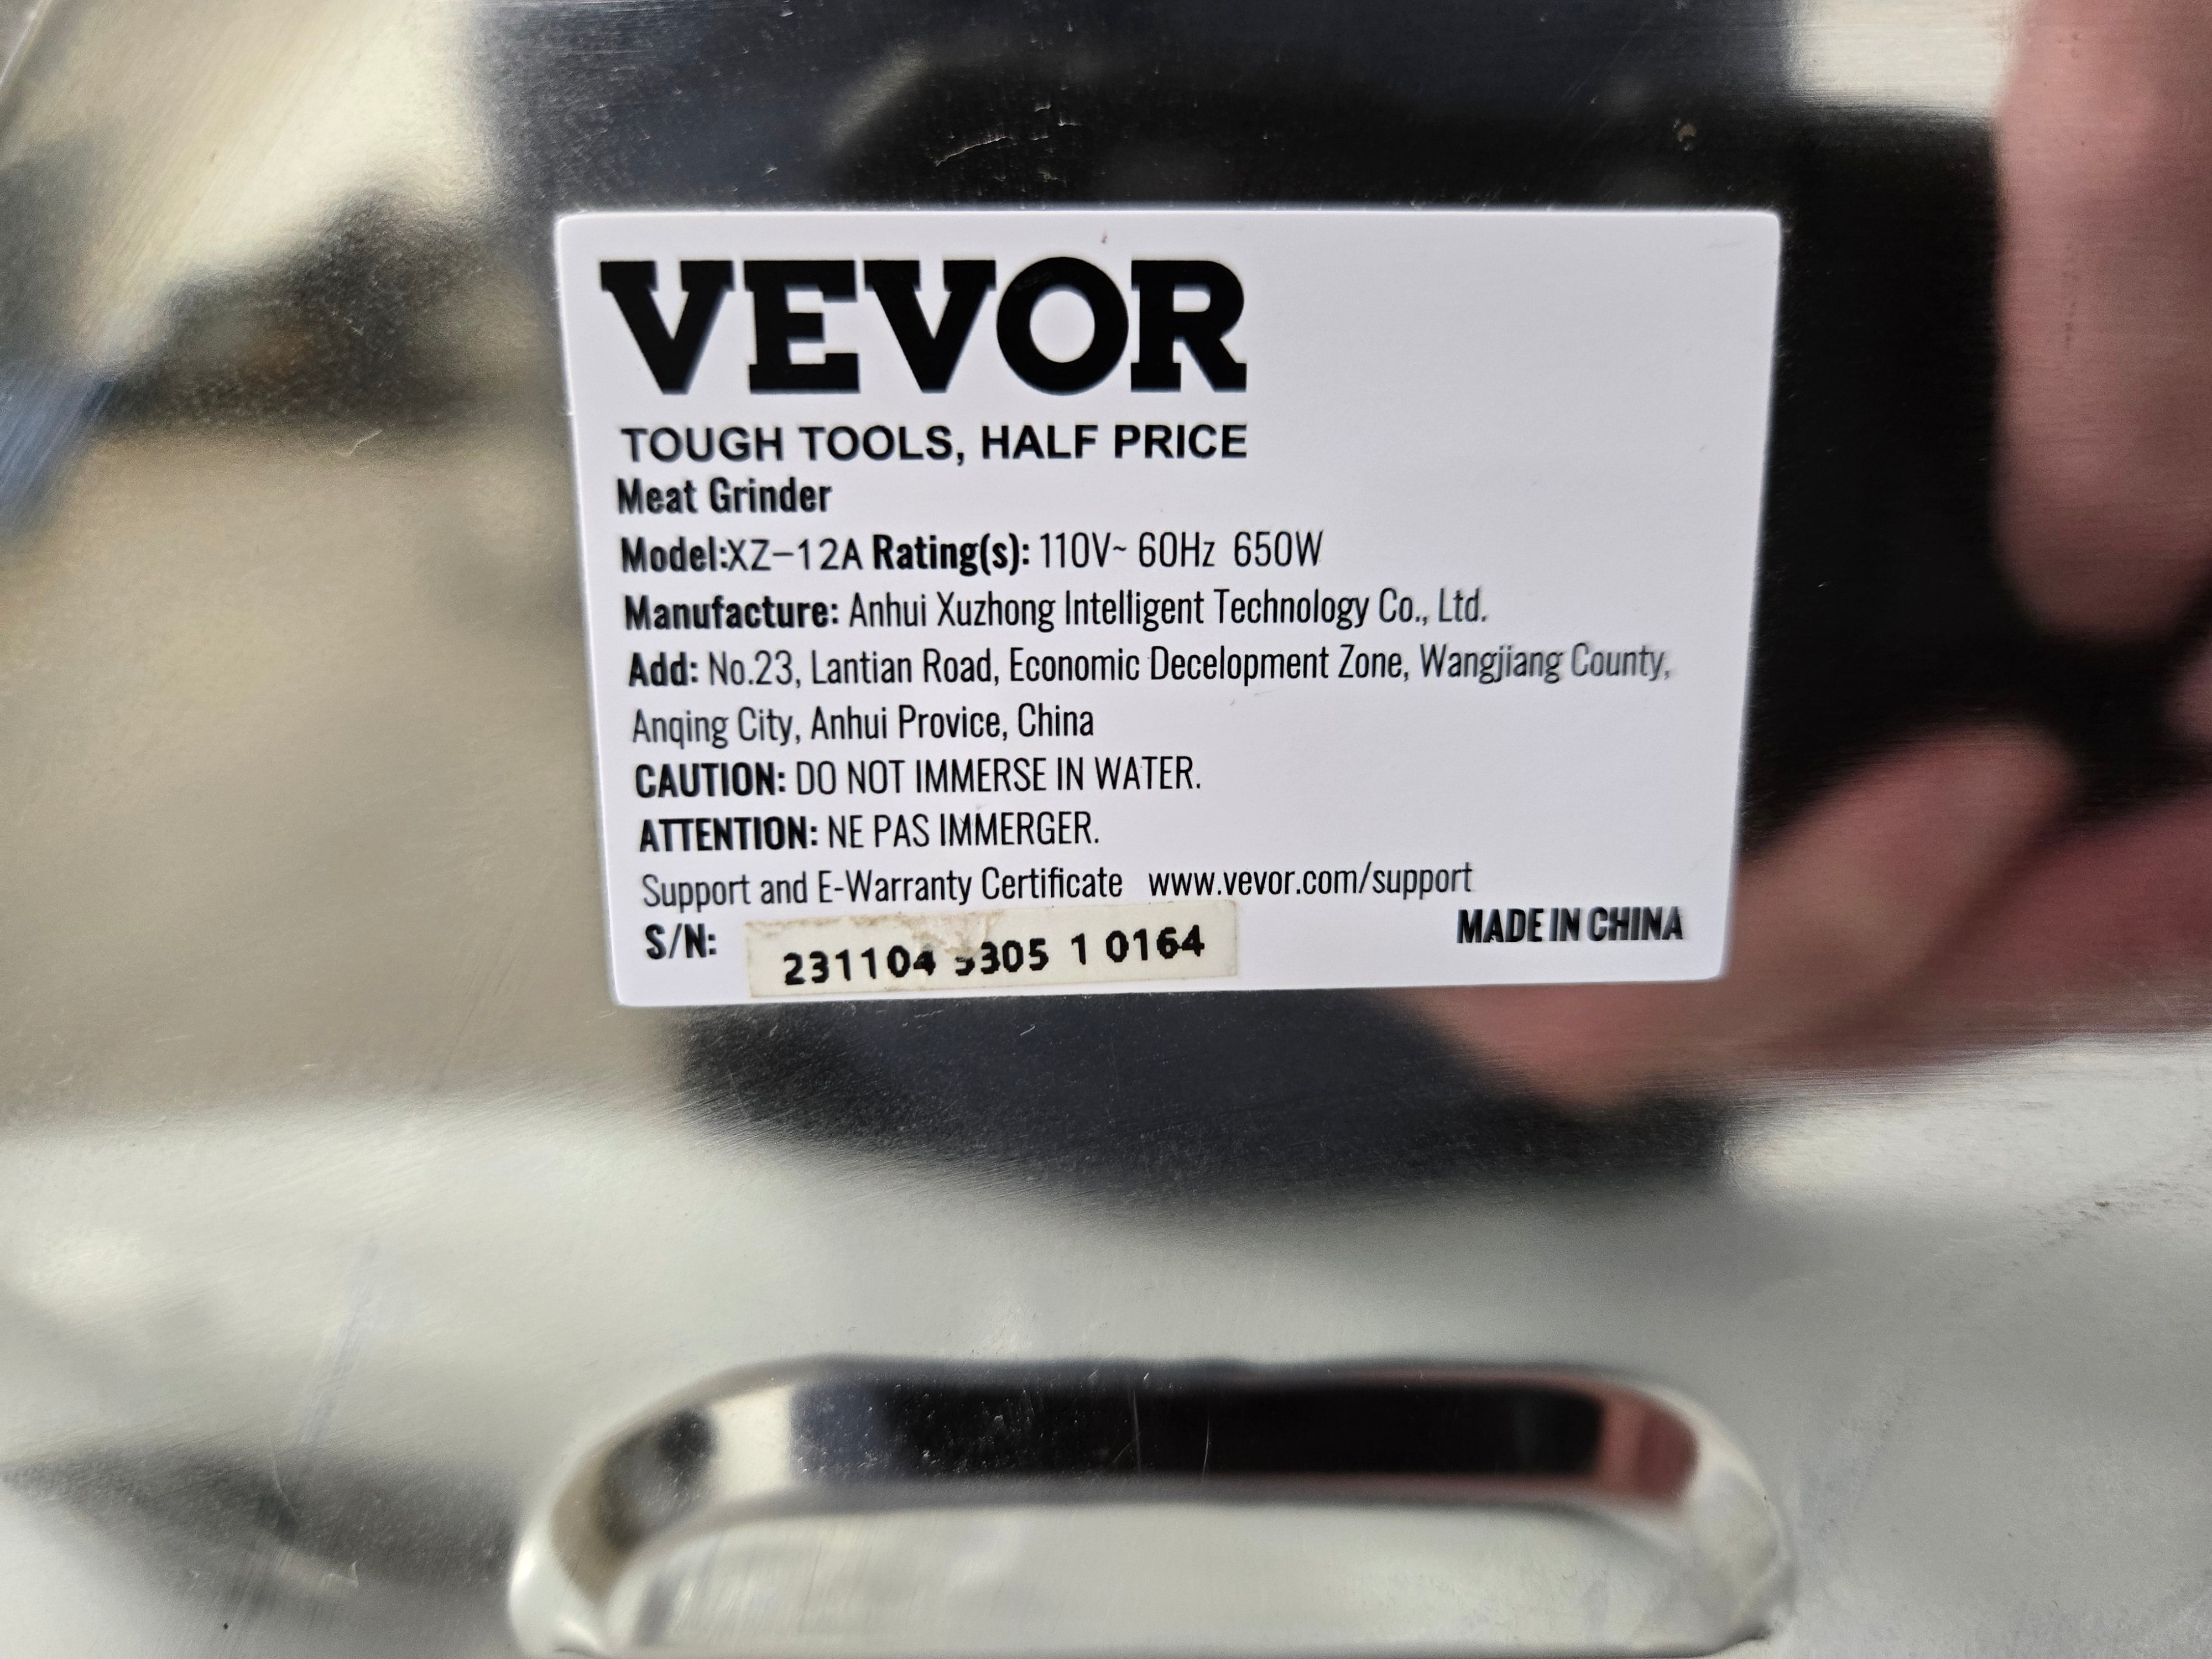 VEVOR
TOUGH TOOLS, HALF PRICE
Meat Grinder
Model:XZ-12A Rating(s): 110V~ 60Hz 650W
Manufacture: Anhui Xuzhong Intelligent Technology Co., Ltd.
Add: No.23, Lantian Road, Economic Decelopment Zone, Wangjiang County,
Anqing City, Anhui Provice, China
CAUTION: DO NOT IMMERSE IN WATER.
ATTENTION: NE PAS IMMERGER.
Support and E-Warranty Certificate www.vevor.com/support
S/N: 231104 1 0164
MADE IN CHINA